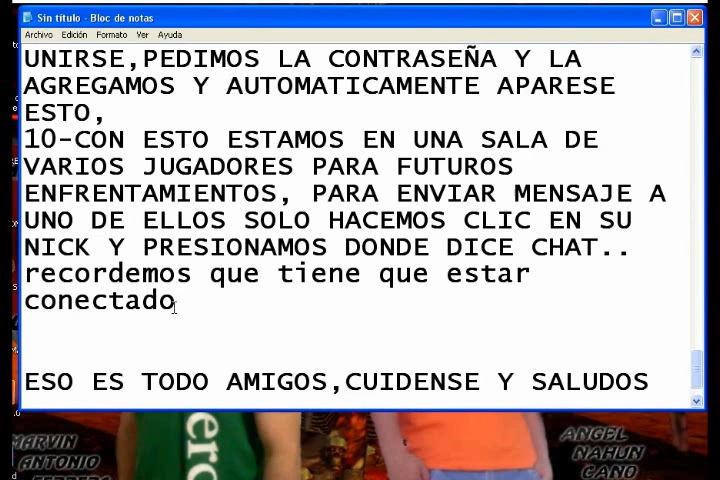 Sin título - Bloc de notas
Archivo Edición Formato Ver Ayuda
UNIRSE,PEDIMOS LA CONTRASEÑA Y LA
AGREGAMOS Y AUTOMATICAMENTE APARESE
ESTO,
10-CON ESTO ESTAMOS EN UNA SALA DE
VARIOS JUGADORES PARA FUTUROS
ENFRENTAMIENTOS, PARA ENVIAR MENSAJE A
UNO DE ELLOS SOLO HACEMOS CLIC EN SU
NICK Y PRESIONAMOS DONDE DICE CHAT..
recordemos que tiene que estar
conectado
ESO ES TODO AMIGOS,CUIDENSE Y SALUDOS
MARVIN
ANTONIO
ANGEL
NAHUN
CANO